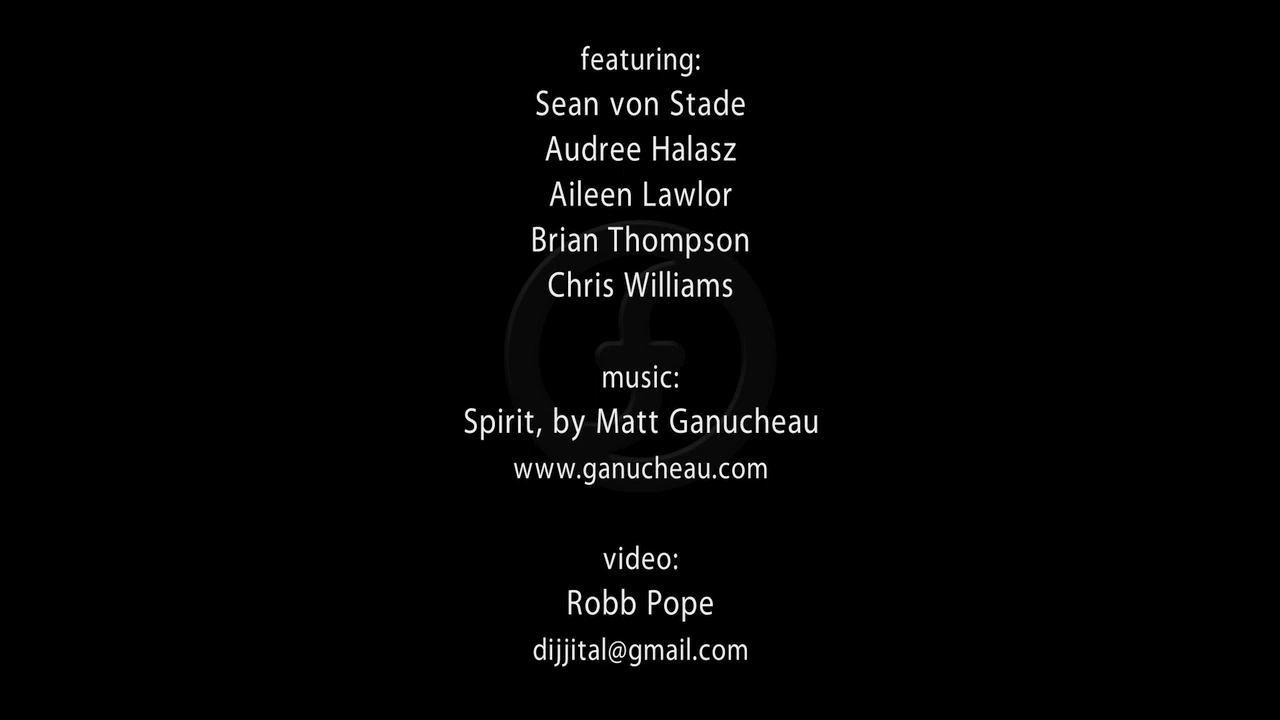 featuring:
Sean von Stade
Audree Halasz
Aileen Lawlor
Brian Thompson
Chris Williams
music:
Spirit, by Matt Ganucheau
www.ganucheau.com
video:
Robb Pope
dijjital@gmail.com